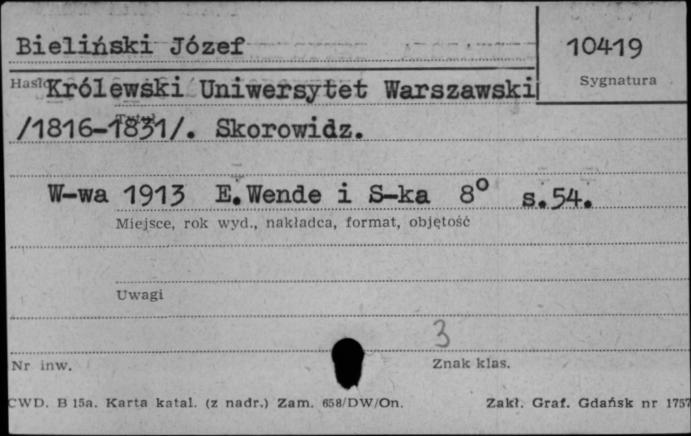 Bieliński Józef
10419
Hasło
Sygnatura
Królewski Uniwersytet Warszawski
/1816-1831/. Skorowidz.
W-wa 1913 E.Wende i S-ka 8° s.54.
Miejsce, rok wyd., nakładca, format, objętość
Uwagi
3
Nr inw.
Znak klas.
CWD. B 15a. Karta katal. (z nadr.) Zam. 658/DW/On.
Zakł. Graf. Gdańsk nr 1757